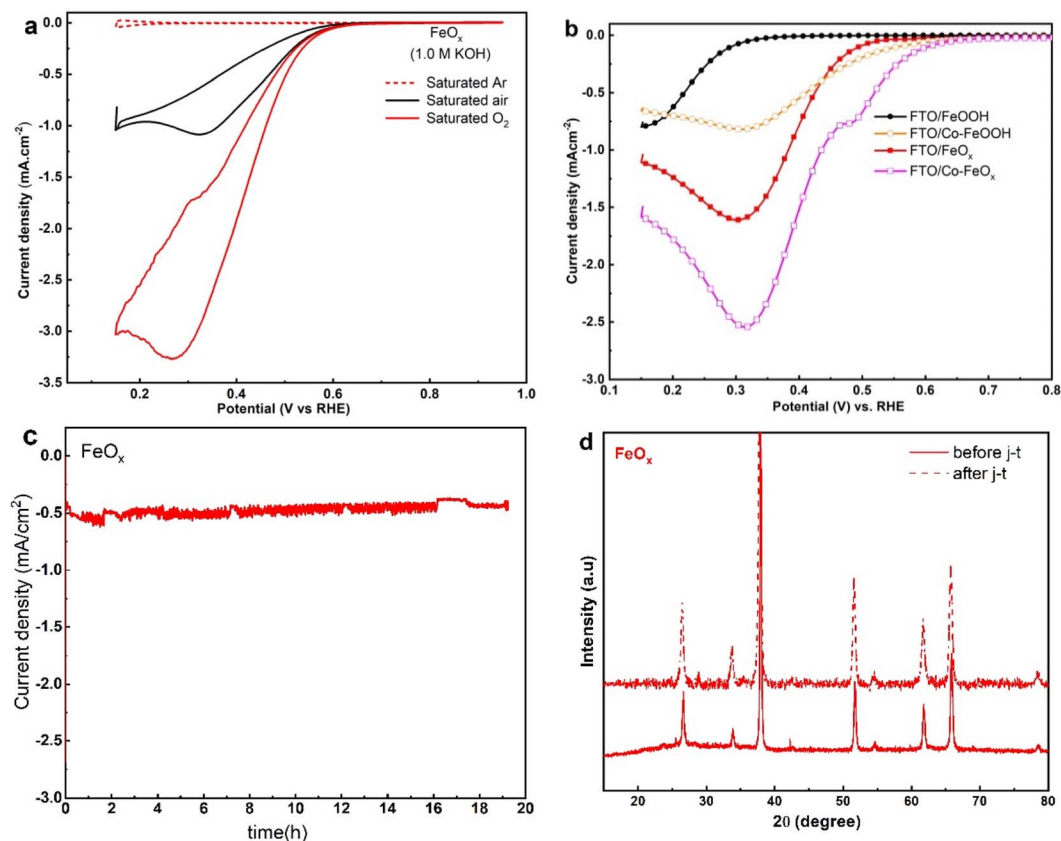 a
FeOx
(1.0 M KOH)
Saturated Ar
Saturated air
Saturated O2
0.0
-0.5
-1.0
-1.5
-2.0
-2.5
-3.0
-3.5
Current density (mA.cm-2)
0.2
0.4
0.6
0.8
1.0
Potential (V vs RHE)
b
FTO/FeOOH
FTO/Co-FeOOH
FTO/FeOx
FTO/Co-FeOx
0.0
-0.5
-1.0
-1.5
-2.0
-2.5
-3.0
Current density (mAcm-2)
0.1
0.2
0.3
0.4
0.5
0.6
0.7
0.8
Potential (V) vs. RHE
c
FeOx
0.0
-0.5
-1.0
-1.5
-2.0
-2.5
-3.0
Current density (mA/cm2)
0
2
4
6
8
10
12
14
16
18
20
time(h)
d
FeOx
before j-t
after j-t
Intensity (a.u)
20
30
40
50
60
70
80
2θ (degree)